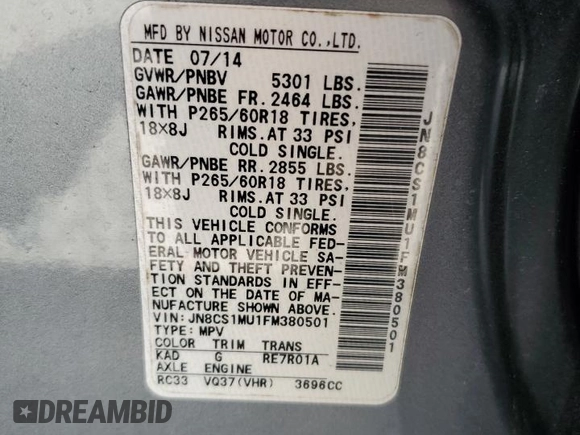 MFD BY NISSAN MOTOR CO.,LTD.
DATE 07/14
GVWR/PNBV 5301 LBS.
GAWR/PNBE FR. 2464 LBS.
WITH P265/60R18 TIRES,
18X8J RIMS.AT 33 PSI
COLD SINGLE.
GAWR/PNBE RR. 2855 LBS.
WITH P265/60R18 TIRES,
18X8J RIMS.AT 33 PSI
COLD SINGLE.
THIS VEHICLE CONFORMS
TO ALL APPLICABLE FED-
ERAL MOTOR VEHICLE SA-
FETY AND THEFT PREVEN-
TION STANDARDS IN EFF-
ECT ON THE DATE OF MA-
NUFACTURE SHOWN ABOVE.
VIN: JN8CS1MU1FM380501
TYPE: MPV
COLOR TRIM TRANS
KAD G RE7R01A
AXLE ENGINE
RC33 VQ37(VHR) 3696CC
JN8CS1MU1FM380501
DREAMBID